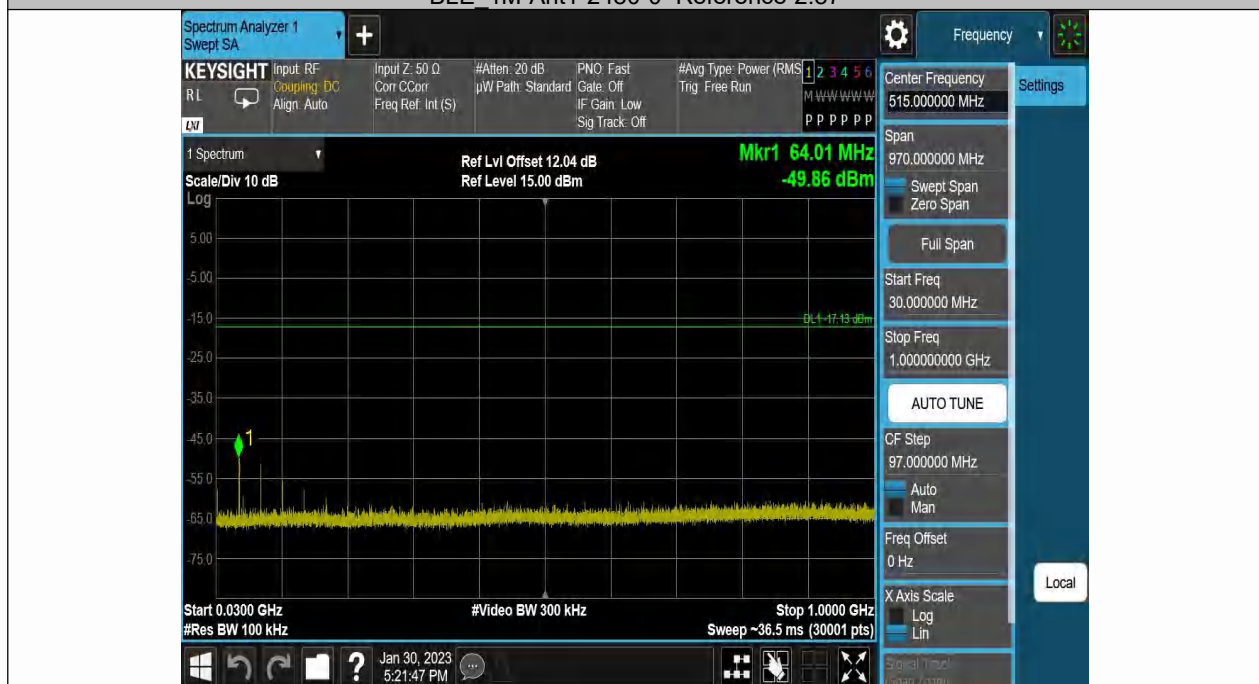 Spectrum Analyzer 1
Swept SA
+
Frequency
KEYSIGHT
RL
LXI
Input: RF
Coupling: DC
Align: Auto
Input Z: 50 Ω
Corr CCorr
Freq Ref: Int (S)
#Atten: 20 dB
µW Path: Standard
PNO: Fast
Gate: Off
IF Gain: Low
Sig Track: Off
#Avg Type: Power (RMS
Trig: Free Run
1 2 3 4 5 6
M W W W W W
P P P P P P
Center Frequency
515.000000 MHz
Settings
1 Spectrum
Scale/Div 10 dB
Log
Ref Lvl Offset 12.04 dB
Ref Level 15.00 dBm
Mkr1 64.01 MHz
-49.86 dBm
5.00
-5.00
-15.0
-25.0
-35.0
-45.0
-55.0
-65.0
-75.0
DL1 -17.13 dBm
1
Start 0.0300 GHz
#Res BW 100 kHz
#Video BW 300 kHz
Stop 1.0000 GHz
Sweep ~36.5 ms (30001 pts)
Span
970.000000 MHz
Swept Span
Zero Span
Full Span
Start Freq
30.000000 MHz
Stop Freq
1.000000000 GHz
AUTO TUNE
CF Step
97.000000 MHz
Auto
Man
Freq Offset
0 Hz
X Axis Scale
Log
Lin
Local
?
Jan 30, 2023
5:21:47 PM